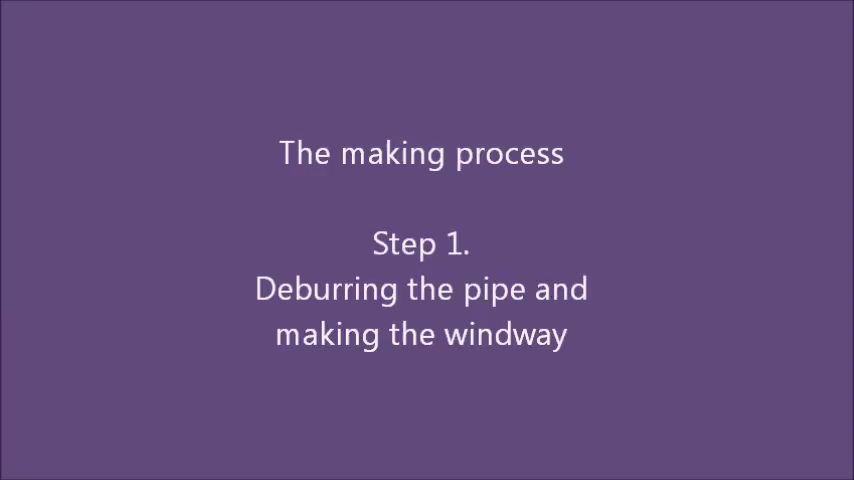 The making process
Step 1.
Deburring the pipe and
making the windway